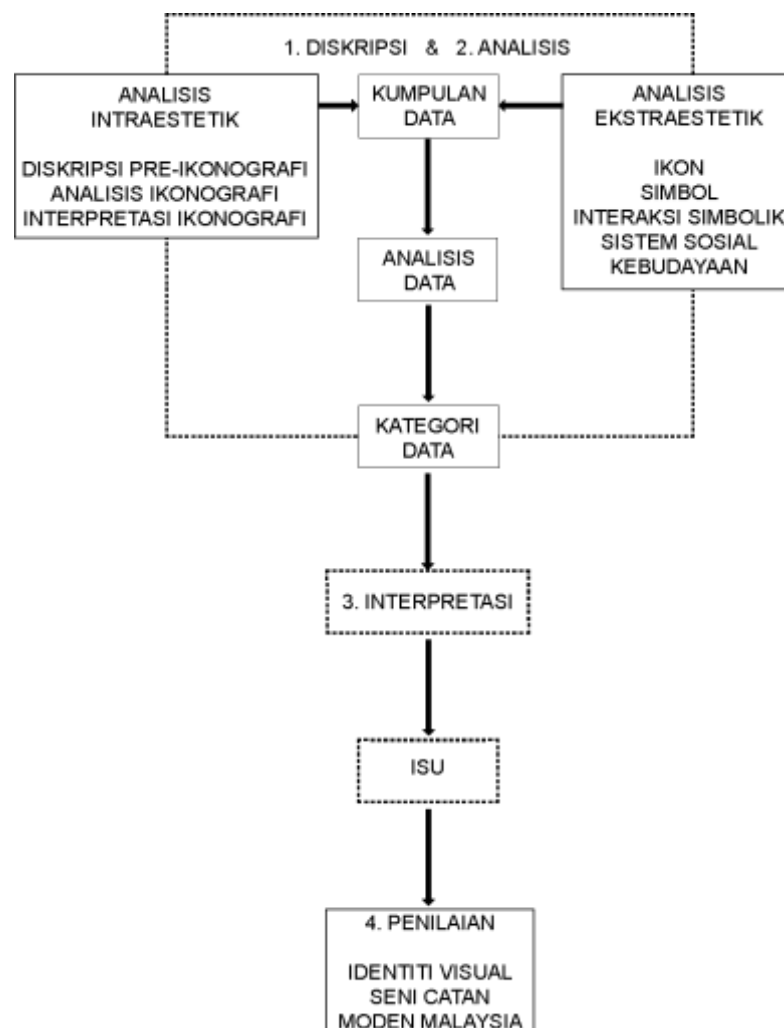 1. DISKRIPSI & 2. ANALISIS
ANALISIS
INTRAESTETIK
DISKRIPSI PRE-IKONOGRAFI
ANALISIS IKONOGRAFI
INTERPRETASI IKONOGRAFI
KUMPULAN
DATA
ANALISIS
EKSTRAESTETIK
IKON
SIMBOL
INTERAKSI SIMBOLIK
SISTEM SOSIAL
KEBUDAYAAN
ANALISIS
DATA
KATEGORI
DATA
3. INTERPRETASI
ISU
4. PENILAIAN
IDENTITI VISUAL
SENI CATAN
MODEN MALAYSIA